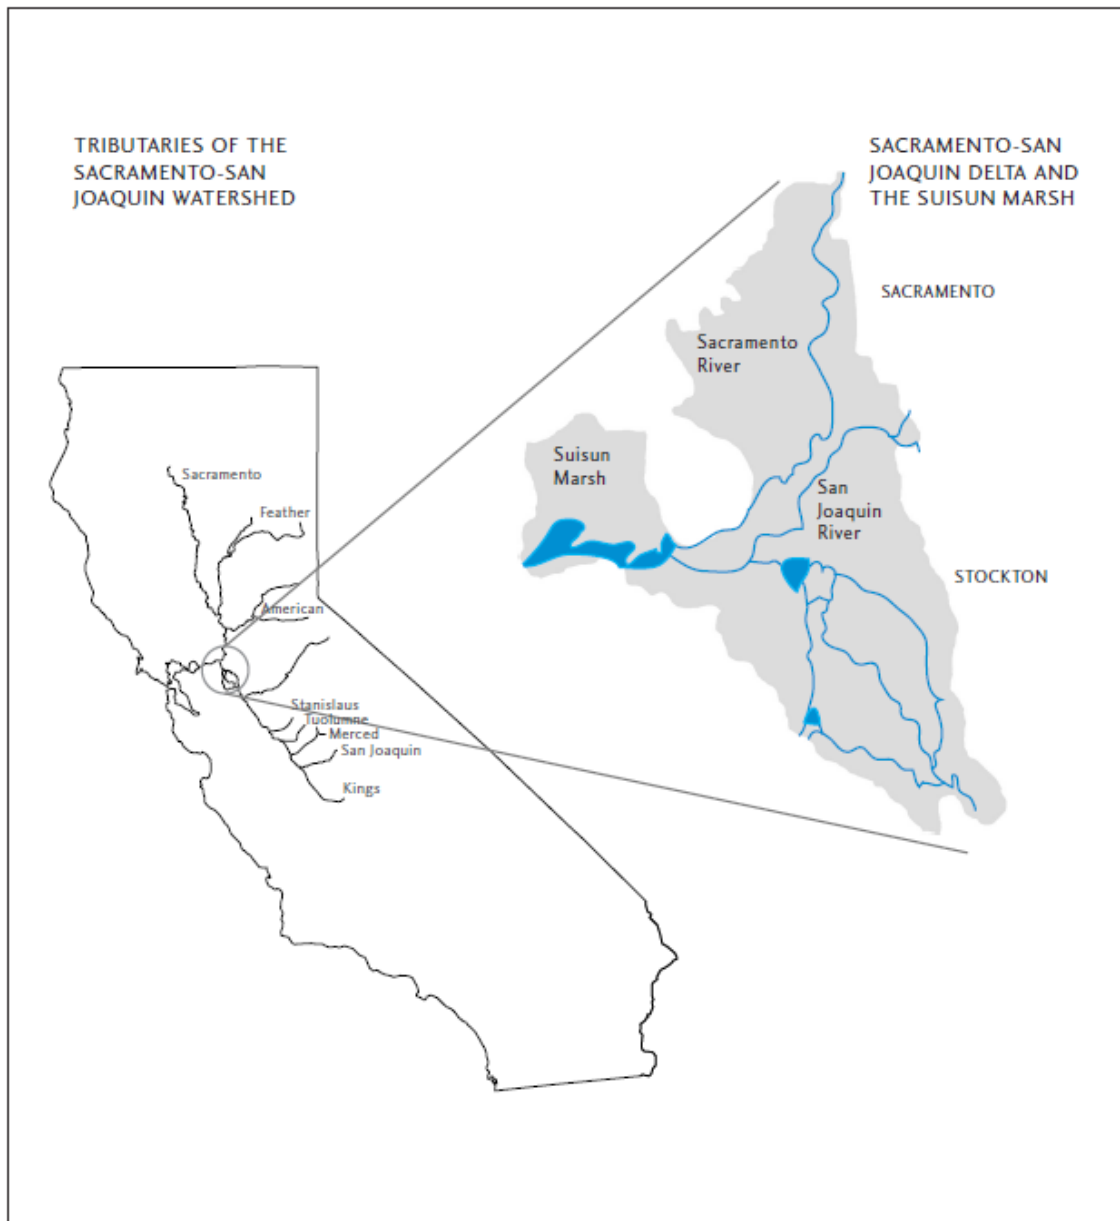 TRIBUTARIES OF THE
SACRAMENTO-SAN
JOAQUIN WATERSHED
SACRAMENTO-SAN
JOAQUIN DELTA AND
THE SUISUN MARSH
SACRAMENTO
Sacramento
River
Suisun
Marsh
San
Joaquin
River
STOCKTON
Sacramento
Feather
American
Stanislaus
Tuolumne
Merced
San Joaquin
Kings